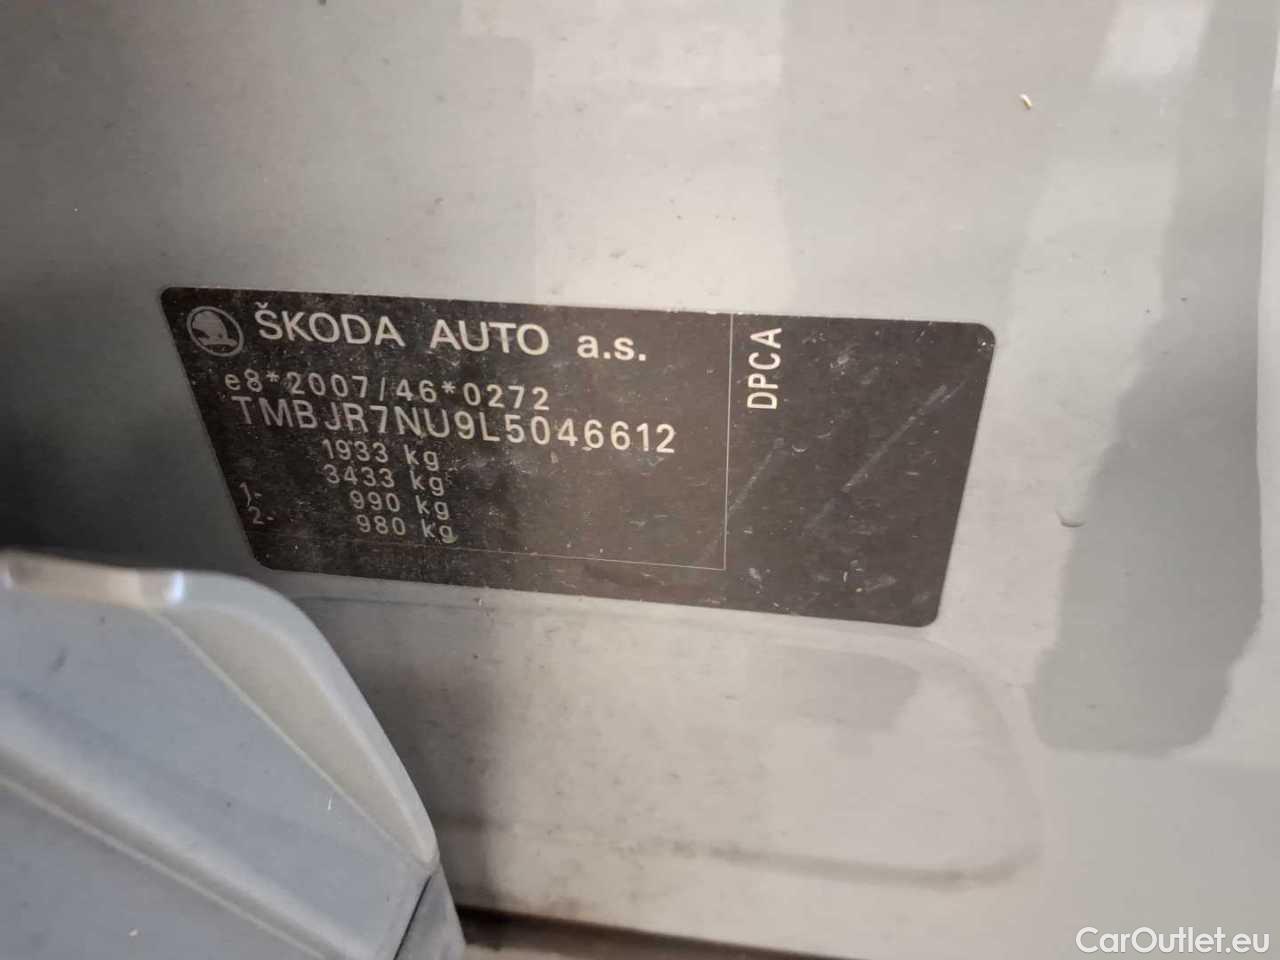 ŠKODA AUTO a.s.
e8*2007/46*0272
TMBJR7NU9L5046612
1933 kg
3433 kg
1- 990 kg
2- 980 kg
DPCA
CarOutlet.eu